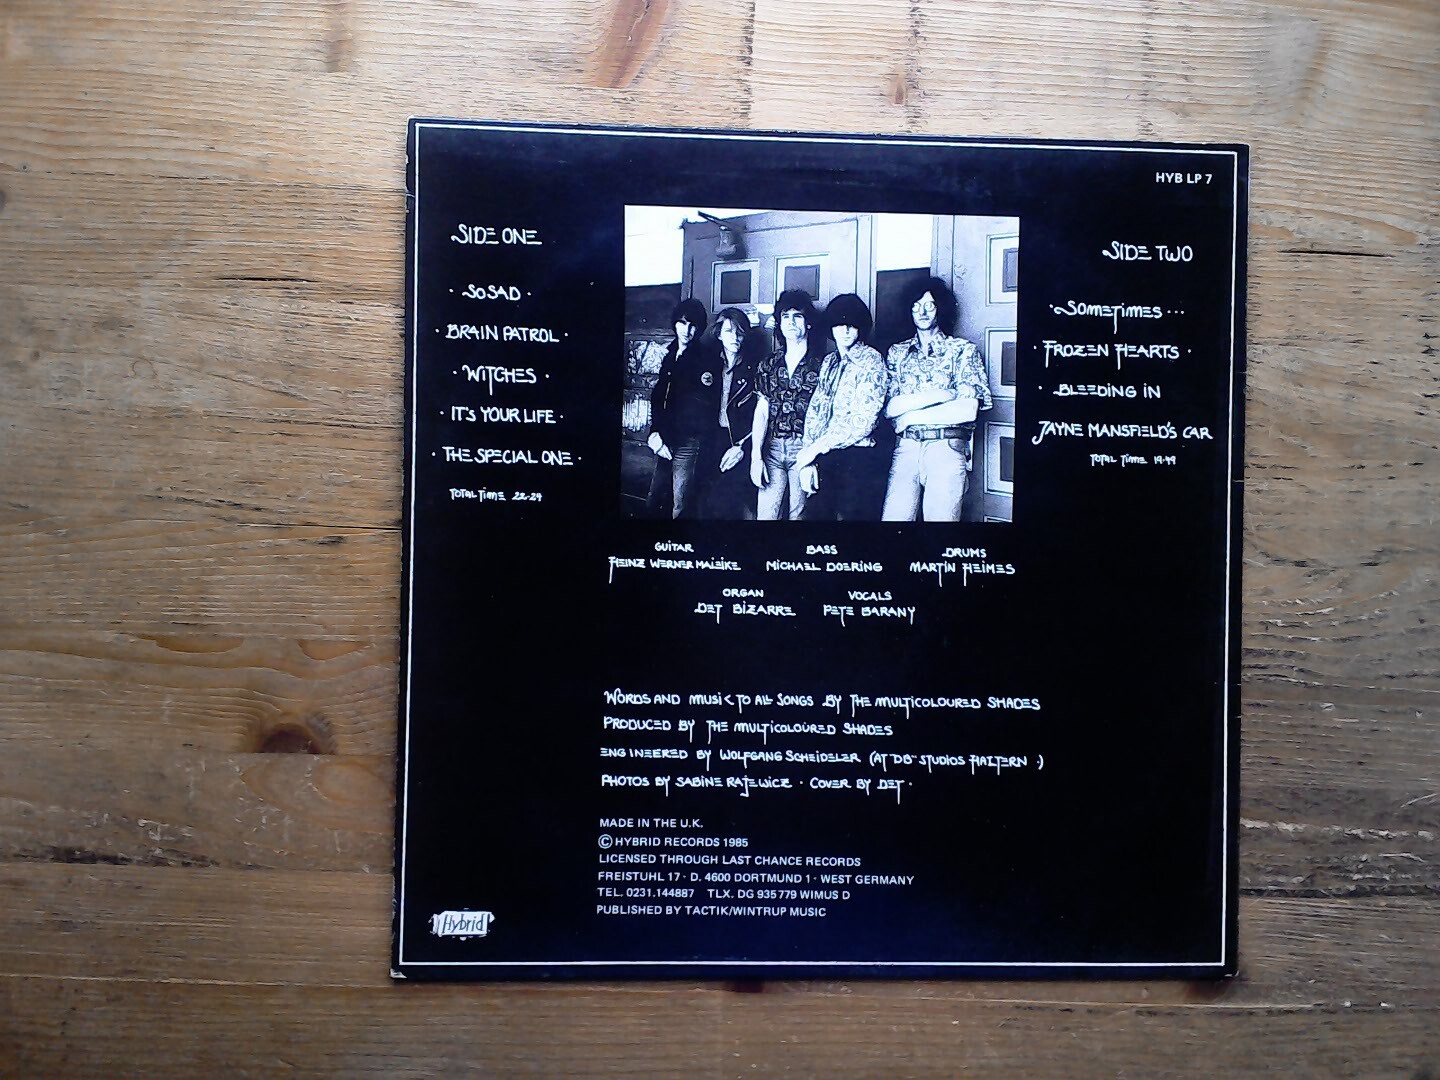 HYB LP 7
SIDE ONE
· SO SAD ·
· BRAIN PATROL ·
· WITCHES ·
· IT'S YOUR LIFE ·
· THE SPECIAL ONE ·
TOTAL TIME 22.24
SIDE TWO
· SOMETIMES ···
· FROZEN HEARTS ·
· BLEEDING IN
JAYNE MANSFIELD'S CAR
TOTAL TIME 19.49
GUITAR BASS DRUMS
HEINZ WERNER MALEIKE MICHAEL DOERING MARTIN HEIMES
ORGAN VOCALS
DET BIZARRE PETE BARANY
WORDS AND MUSIC TO ALL SONGS BY THE MULTICOLOURED SHADES
PRODUCED BY THE MULTICOLOURED SHADES
ENGINEERED BY WOLFGANG SCHEIDELER (AT DB-STUDIOS HALTERN ·)
PHOTOS BY SABINE RAJEWICZ · COVER BY DET ·
MADE IN THE U.K.
© HYBRID RECORDS 1985
LICENSED THROUGH LAST CHANCE RECORDS
FREISTUHL 17 - D. 4600 DORTMUND 1 - WEST GERMANY
TEL. 0231.144887 TLX. DG 935779 WIMUS D
PUBLISHED BY TACTIK/WINTRUP MUSIC
Hybrid